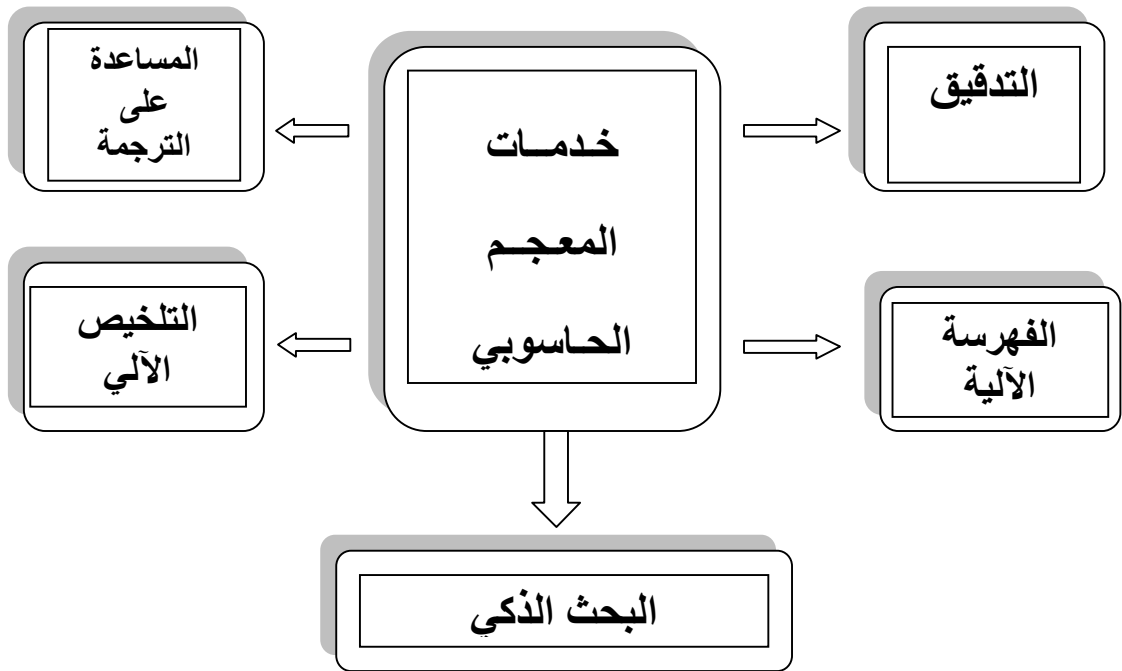 خدمات
المعجم
الحاسوبي
التدقيق
المساعدة
على
الترجمة
الفهرسة
الآلية
التلخيص
الآلي
البحث الذكي